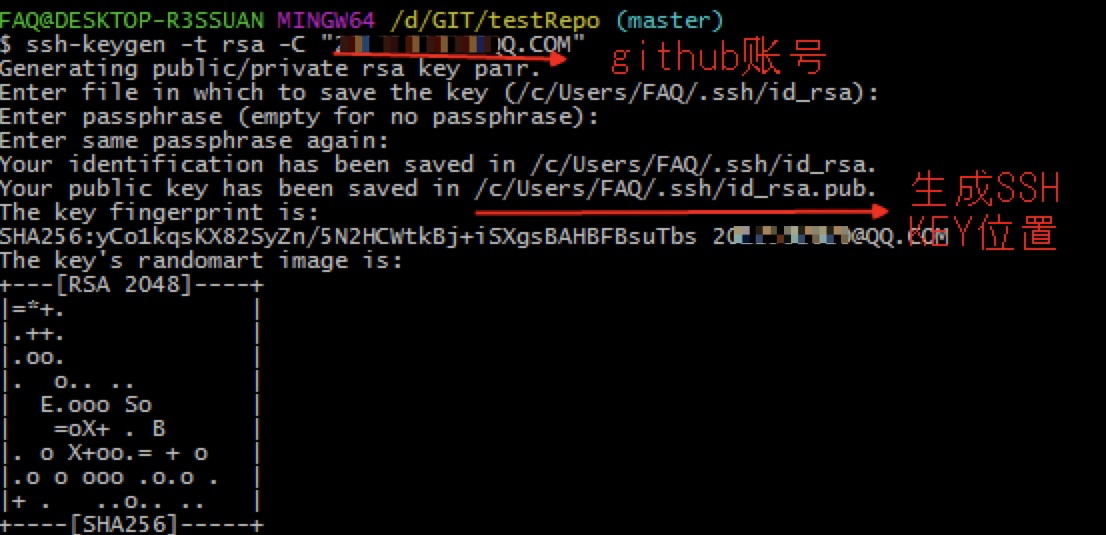 FAQ@DESKTOP-R3SSUAN MINGW64 /d/GIT/testRepo (master)
$ ssh-keygen -t rsa -C "2QQ.COM"
github账号
Generating public/private rsa key pair.
Enter file in which to save the key (/c/Users/FAQ/.ssh/id_rsa):
Enter passphrase (empty for no passphrase):
Enter same passphrase again:
Your identification has been saved in /c/Users/FAQ/.ssh/id_rsa.
Your public key has been saved in /c/Users/FAQ/.ssh/id_rsa.pub.
生成SSH
KEY位置
The key fingerprint is:
SHA256:yCo1kqsKX82SyZn/5N2HCWtkBj+iSXgsBAHBFBsuTbs 2@QQ.COM
The key's randomart image is:
+---[RSA 2048]----+
|=*+.             |
|.++.             |
|.oo.             |
|.  o.. ..        |
|  E.ooo So       |
|   =oX+ . B      |
|. o X+oo.= + o   |
|.o o ooo .o.o .  |
|+ .   ..o.. ..   |
+----[SHA256]-----+